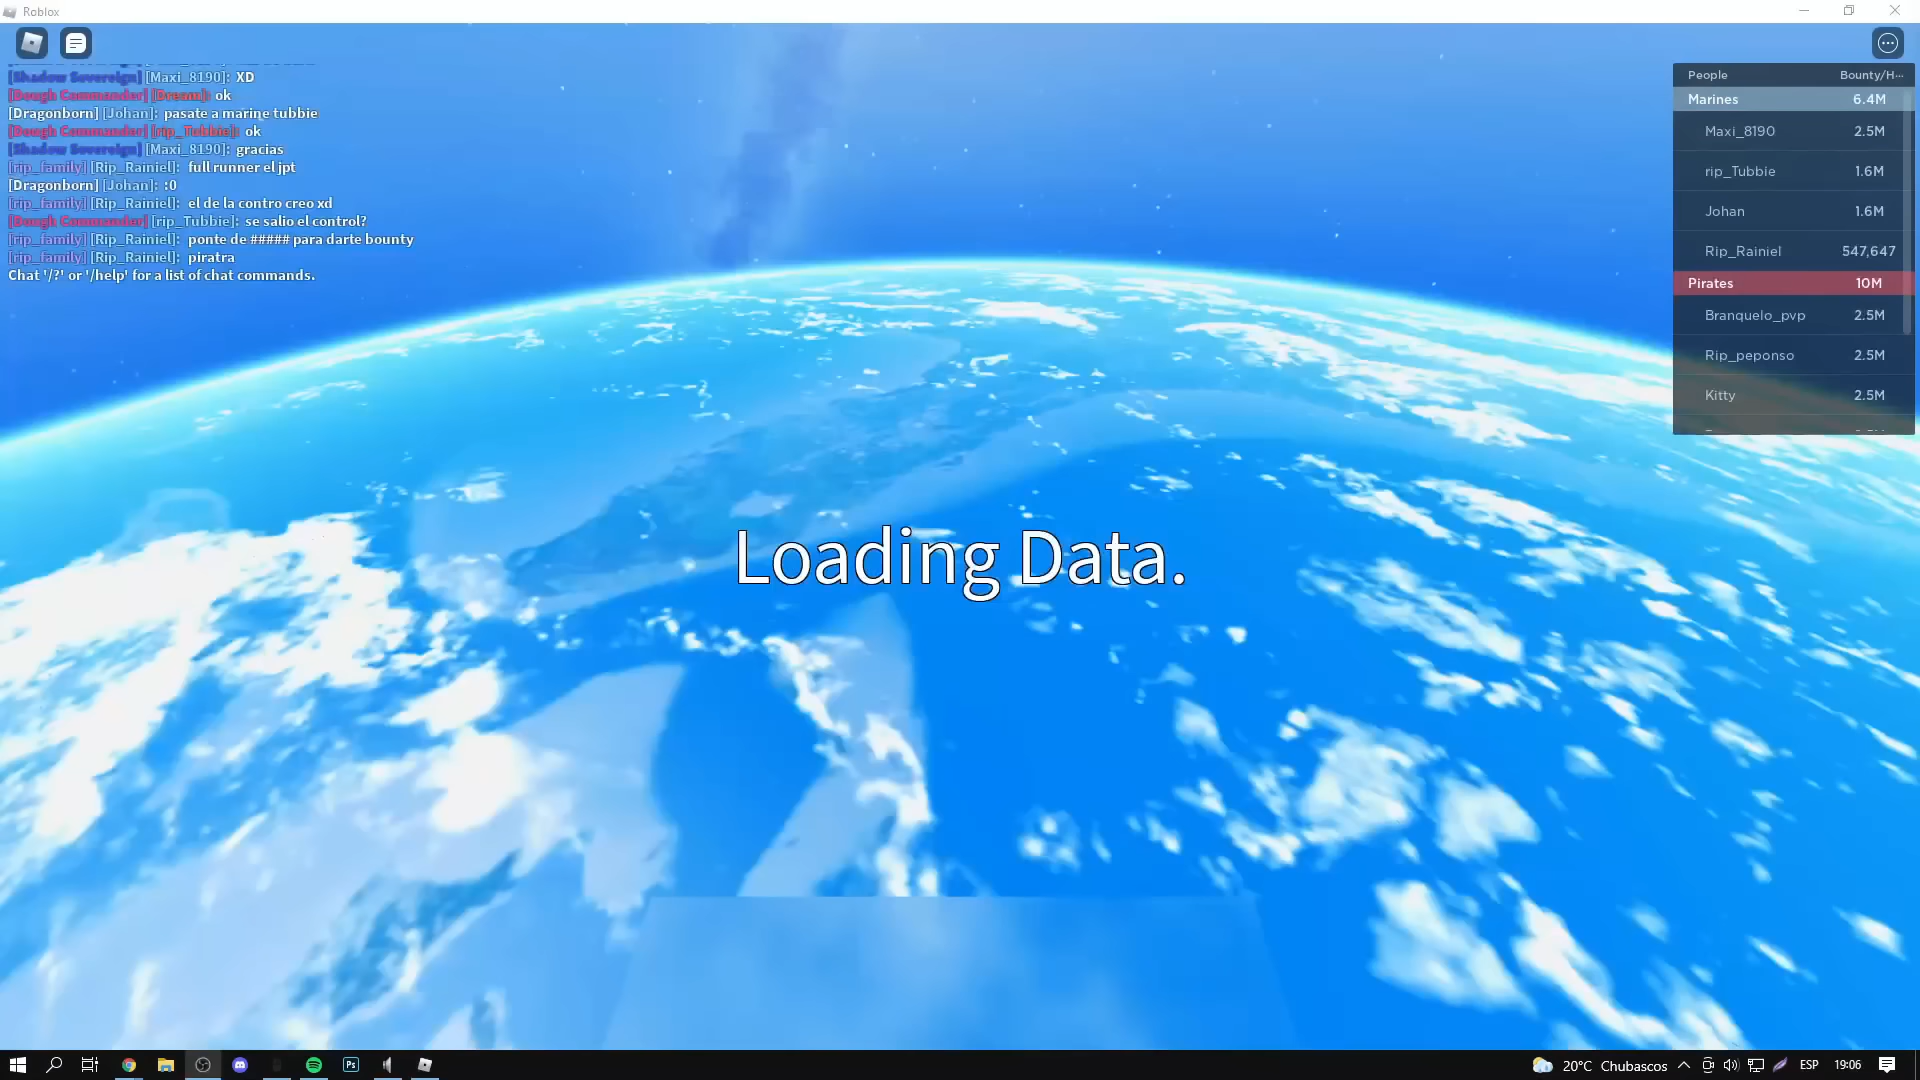 Roblox
[Shadow Sovereign] [Maxi_8190]: XD
[Dough Commander] [Dream]: ok
[Dragonborn] [Johan]: pasate a marine tubbie
[Dough Commander] [rip_Tubbie]: ok
[Shadow Sovereign] [Maxi_8190]: gracias
[rip_family] [Rip_Rainiel]: full runner el jpt
[Dragonborn] [Johan]: :0
[rip_family] [Rip_Rainiel]: el de la contro creo xd
[Dough Commander] [rip_Tubbie]: se salio el control?
[rip_family] [Rip_Rainiel]: ponte de ##### para darte bounty
[rip_family] [Rip_Rainiel]: piratra
Chat '/?' or '/help' for a list of chat commands.
People Bounty/H...
Marines 6.4M
Maxi_8190 2.5M
rip_Tubbie 1.6M
Johan 1.6M
Rip_Rainiel 547,647
Pirates 10M
Branquelo_pvp 2.5M
Rip_peponso 2.5M
Kitty 2.5M
Loading Data.
Ps
20°C Chubascos
ESP
19:06